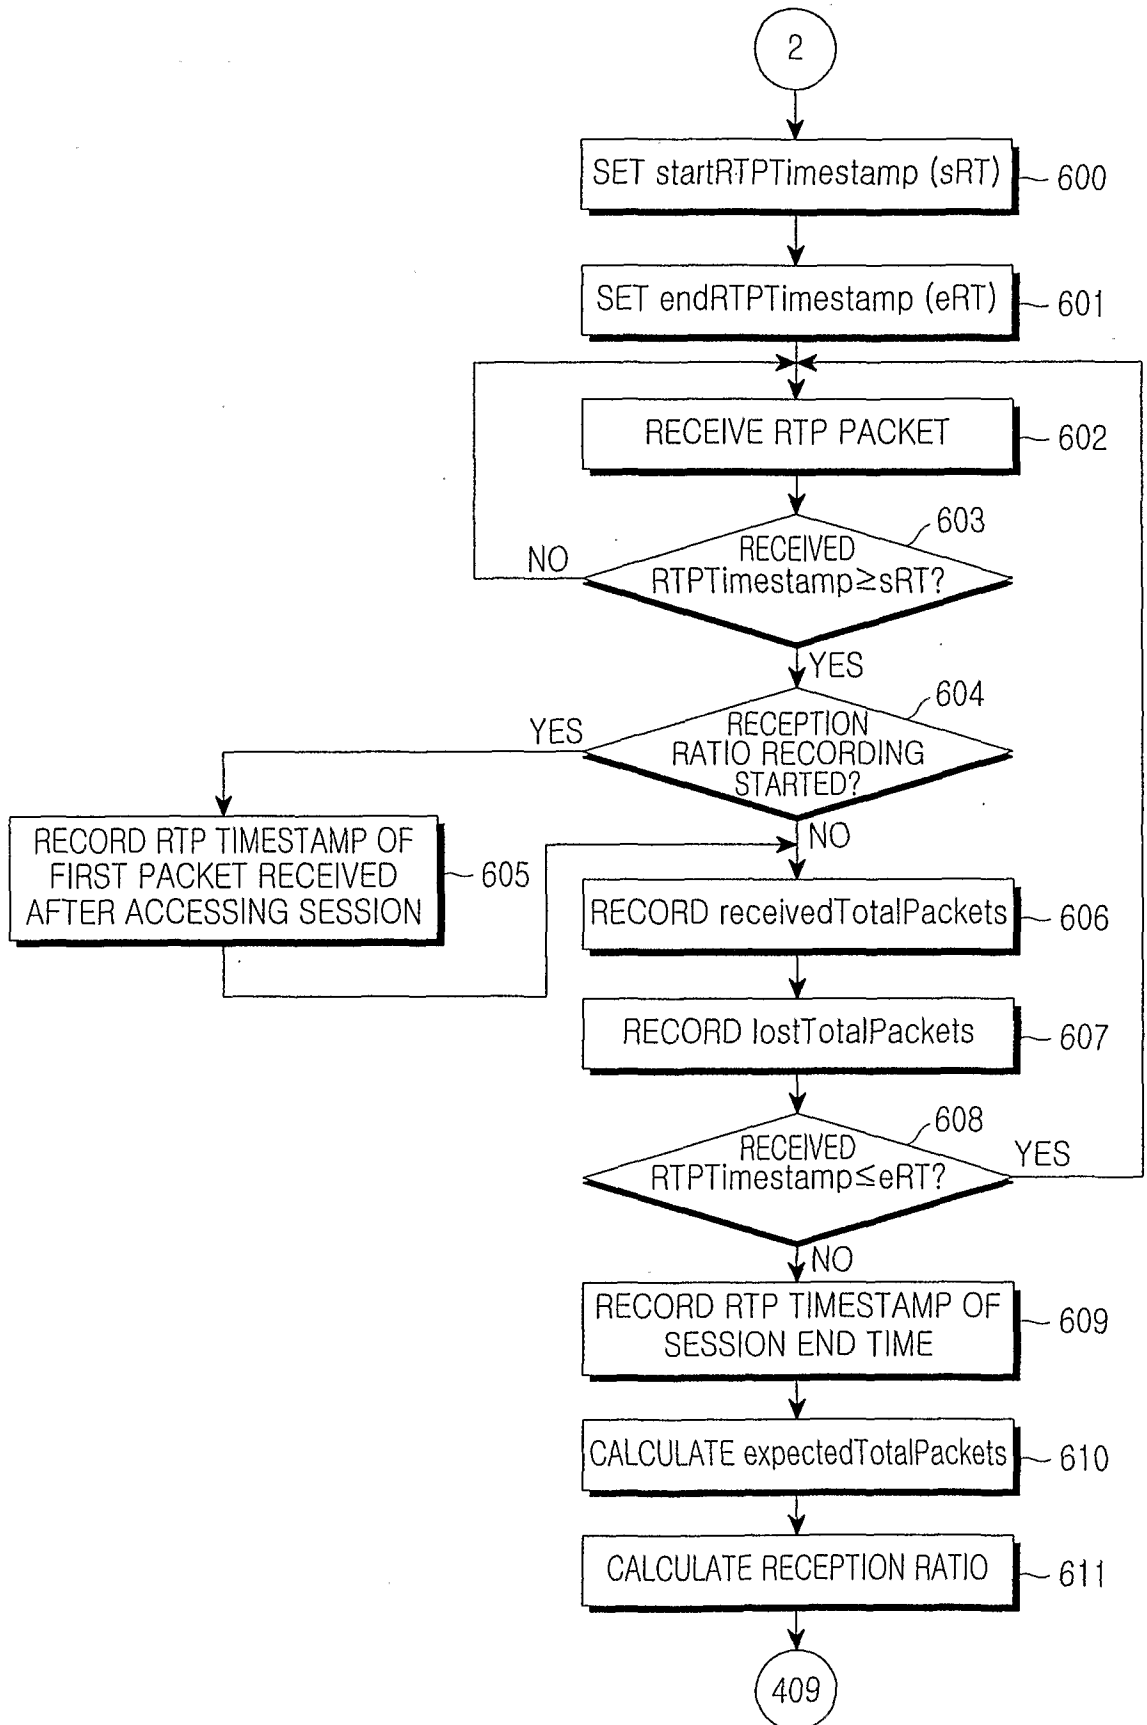 2
SET startRTPTimestamp (sRT)
600
SET endRTPTimestamp (eRT)
601
RECEIVE RTP PACKET
602
603
RECEIVED
RTPTimestamp≥sRT?
NO
YES
604
RECEPTION
RATIO RECORDING
STARTED?
YES
NO
RECORD RTP TIMESTAMP OF
FIRST PACKET RECEIVED
AFTER ACCESSING SESSION
605
RECORD receivedTotalPackets
606
RECORD lostTotalPackets
607
608
RECEIVED
RTPTimestamp≤eRT?
YES
NO
RECORD RTP TIMESTAMP OF
SESSION END TIME
609
CALCULATE expectedTotalPackets
610
CALCULATE RECEPTION RATIO
611
409